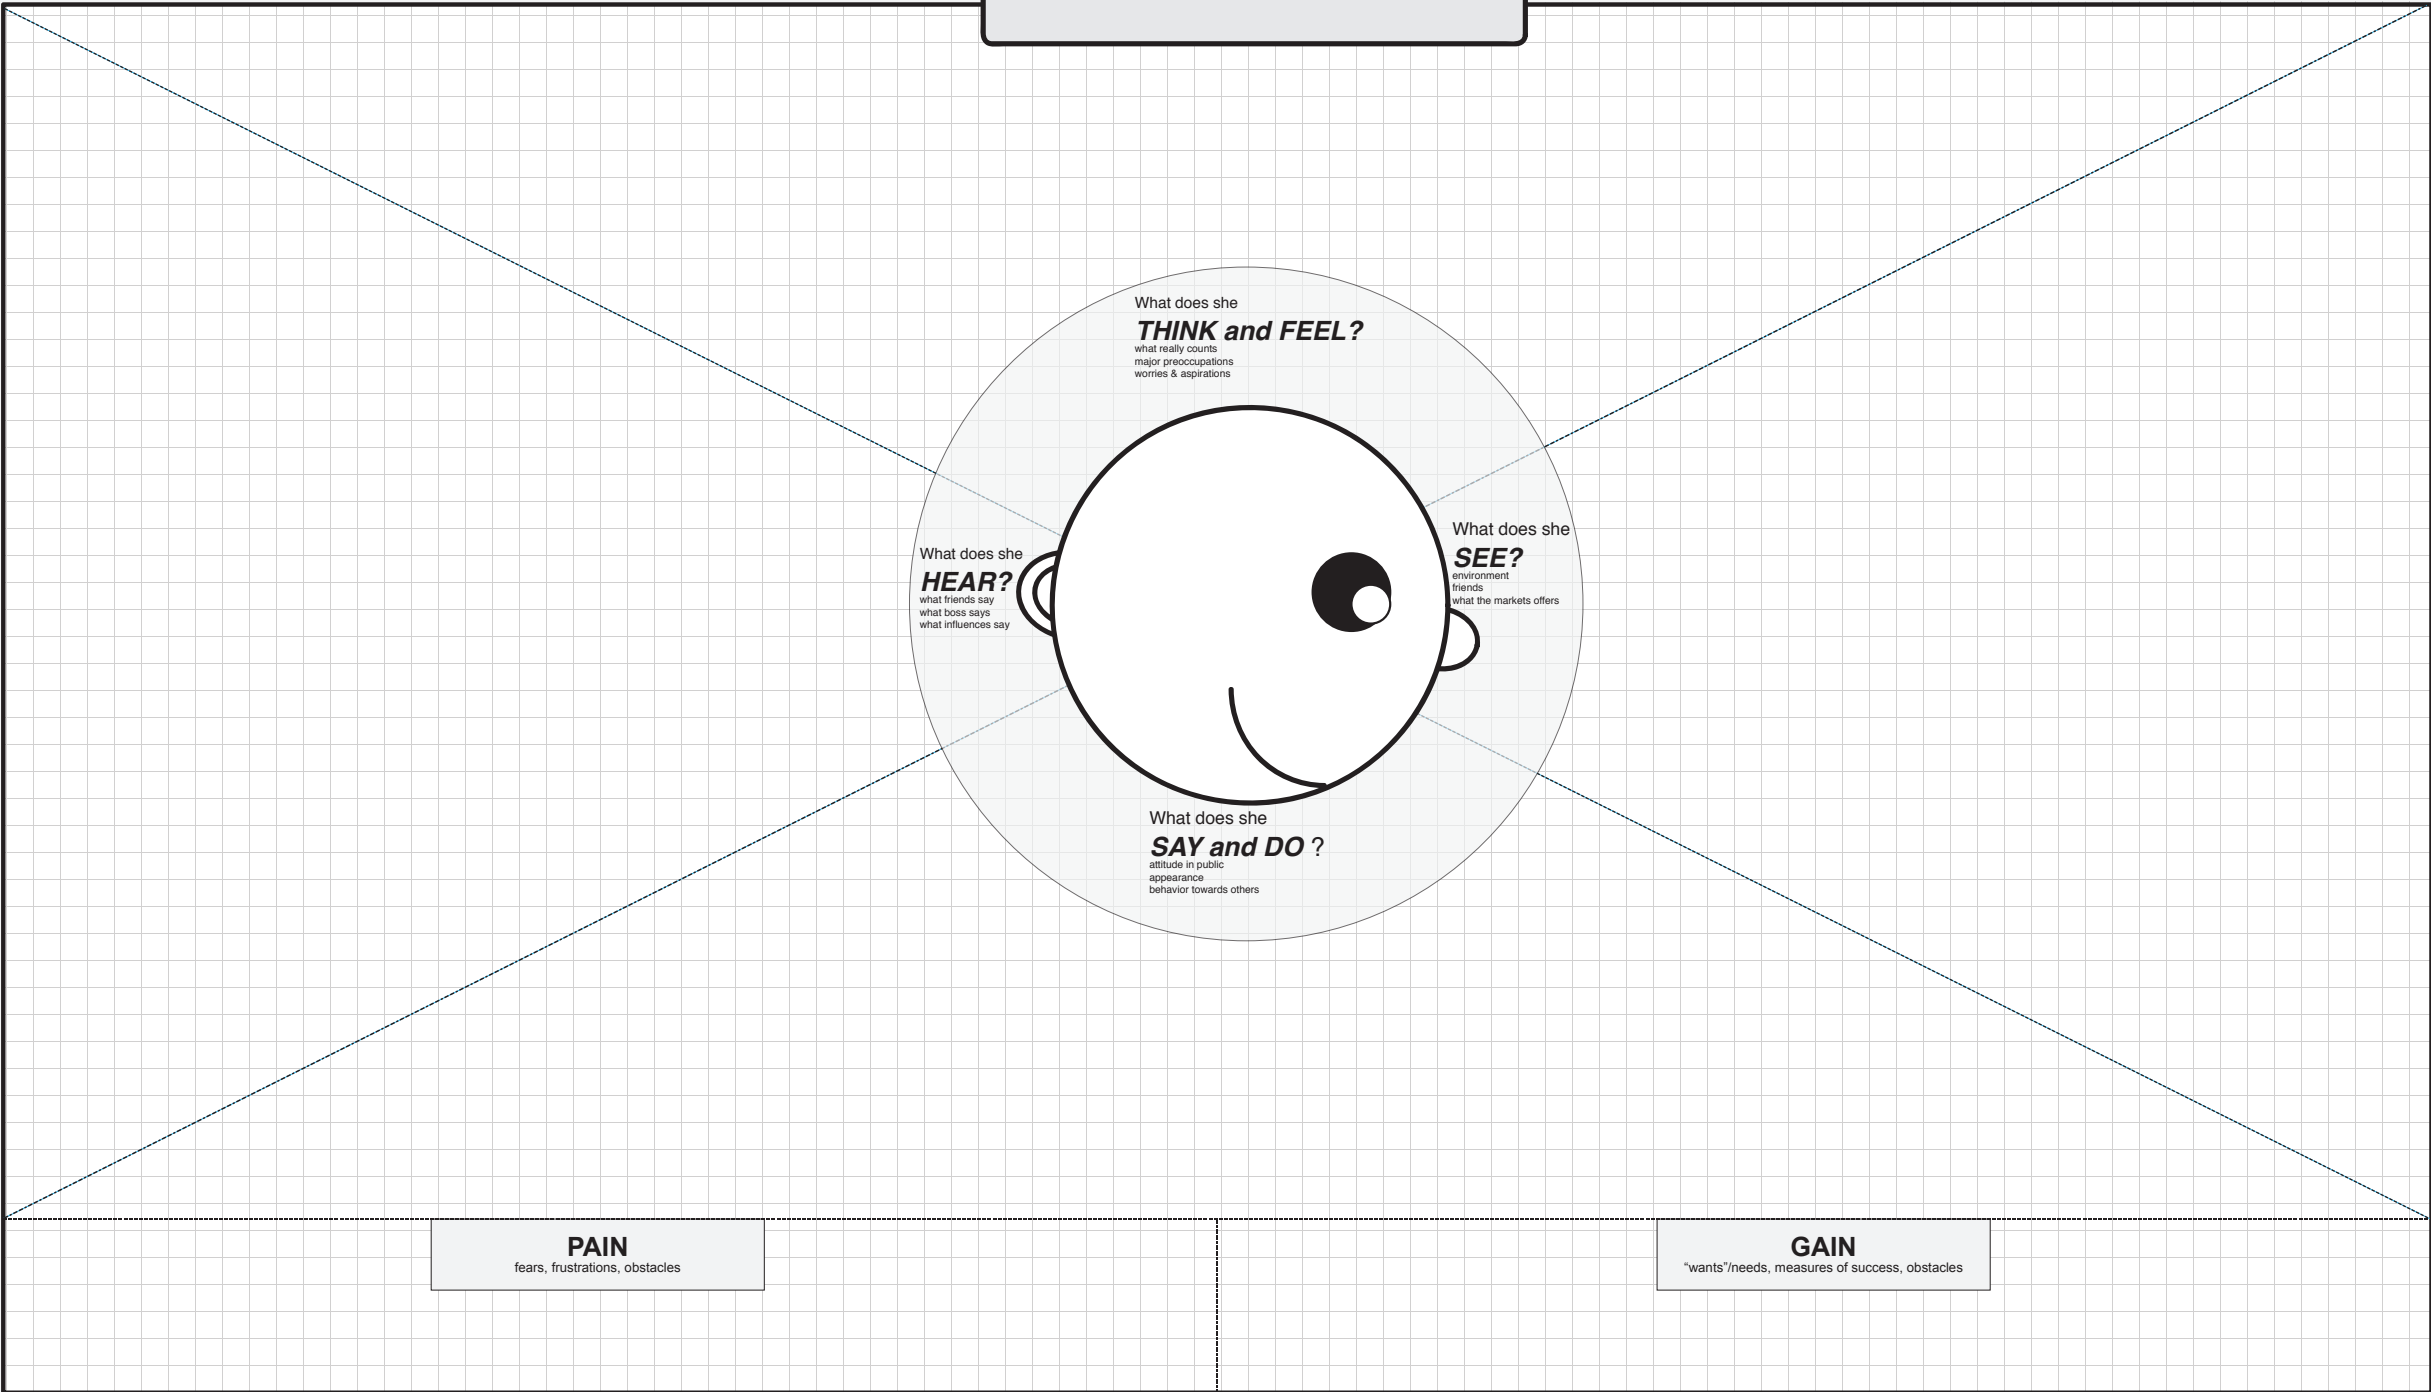 What does she
THINK and FEEL?
what really counts
major preoccupations
worries & aspirations
What does she
HEAR?
what friends say
what boss says
what influences say
What does she
SEE?
environment
friends
what the markets offers
What does she
SAY and DO ?
attitude in public
appearance
behavior towards others
PAIN
fears, frustrations, obstacles
GAIN
“wants”/needs, measures of success, obstacles